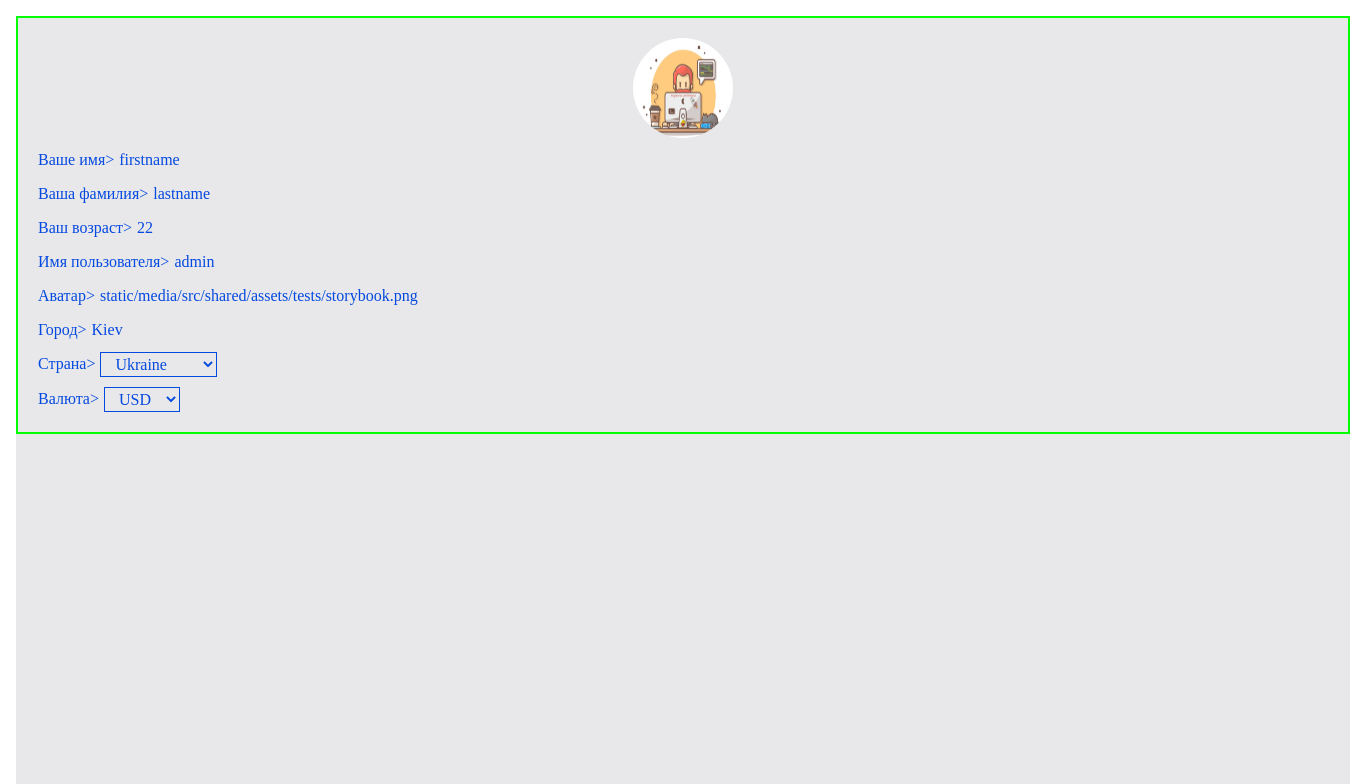 Ваше имя> firstname
Ваша фамилия> lastname
Ваш возраст> 22
Имя пользователя> admin
Аватар> static/media/src/shared/assets/tests/storybook.png
Город> Kiev
Страна> Ukraine
Валюта> USD